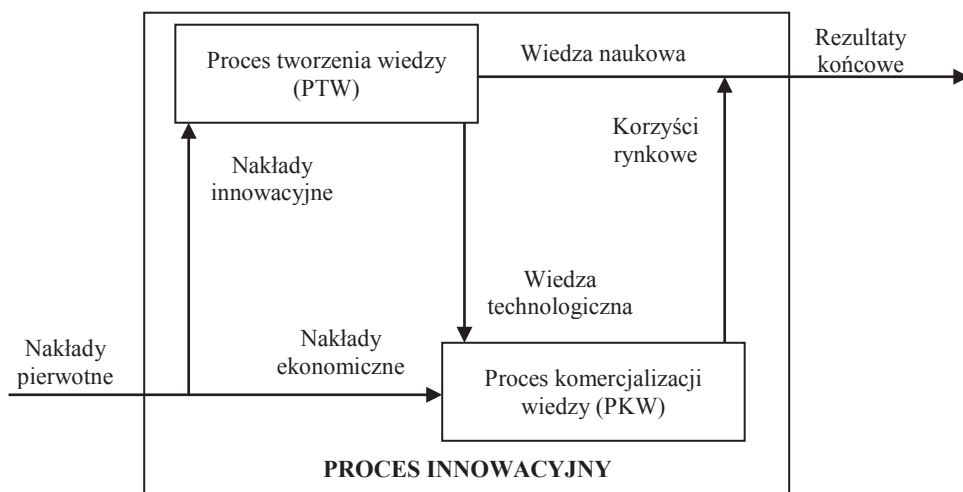 Proces tworzenia wiedzy
(PTW)
Wiedza naukowa
Rezultaty
końcowe
Nakłady
innowacyjne
Korzyści
rynkowe
Wiedza
technologiczna
Nakłady
pierwotne
Nakłady
ekonomiczne
Proces komercjalizacji
wiedzy (PKW)
PROCES INNOWACYJNY